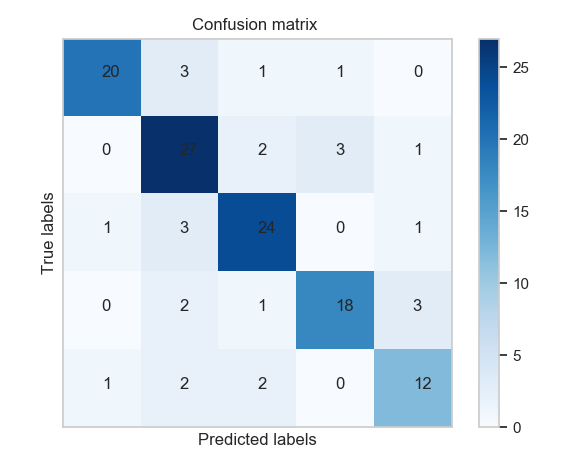 Confusion matrix
20 3 1 1 0
0 27 2 3 1
1 3 24 0 1
0 2 1 18 3
1 2 2 0 12
True labels
Predicted labels
25
20
15
10
5
0